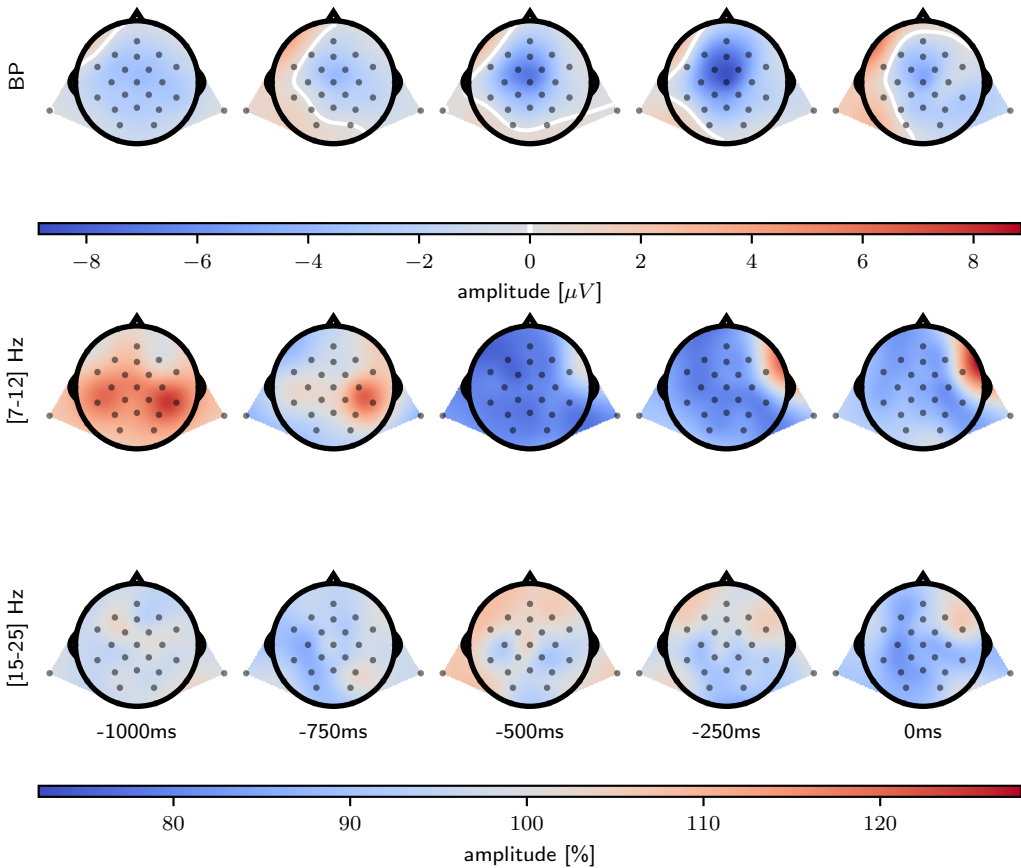 BP
−8 −6 −4 −2 0 2 4 6 8
amplitude [μV]
[7-12] Hz
[15-25] Hz
-1000ms -750ms -500ms -250ms 0ms
80 90 100 110 120
amplitude [%]